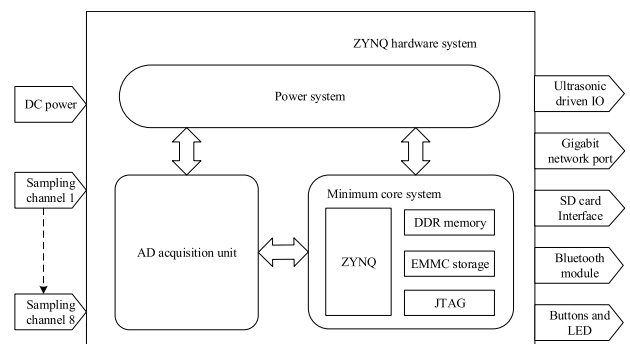 ZYNQ hardware system
Power system
DC power
Sampling
channel 1
Sampling
channel 8
AD acquisition unit
Minimum core system
ZYNQ
DDR memory
EMMC storage
JTAG
Ultrasonic
driven IO
Gigabit
network port
SD card
Interface
Bluetooth
module
Buttons and
LED